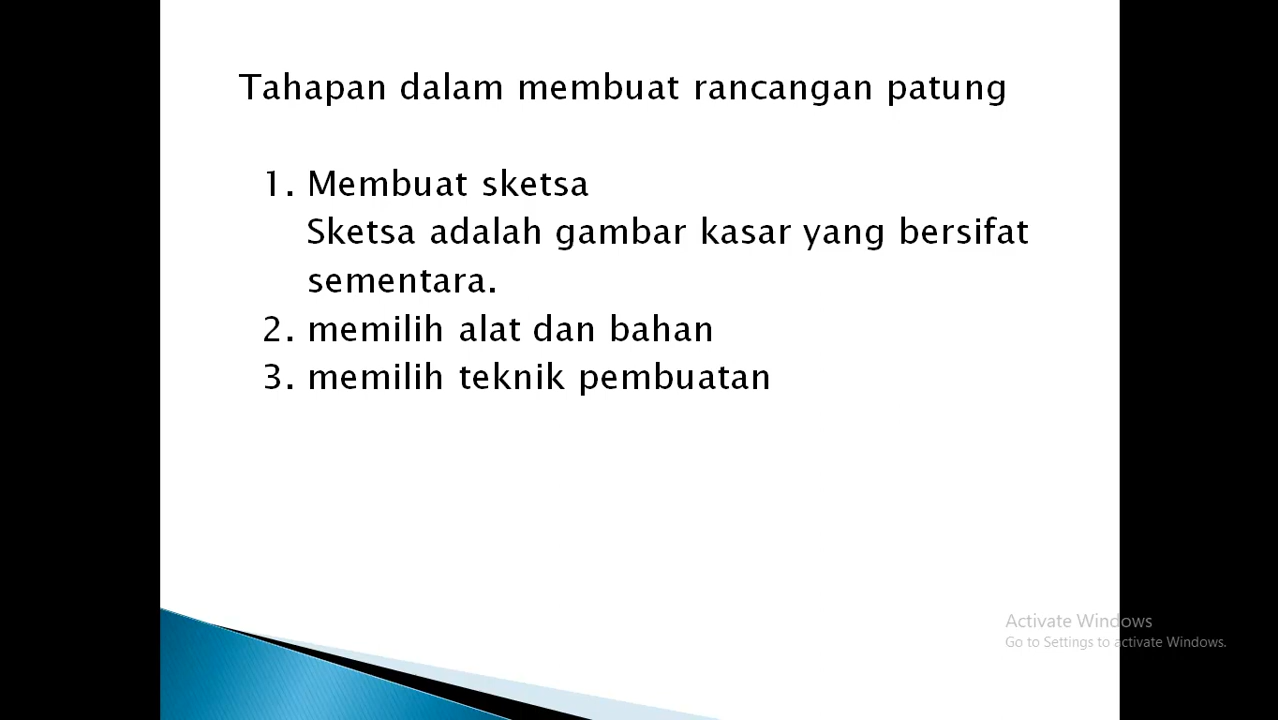 Tahapan dalam membuat rancangan patung
1. Membuat sketsa
Sketsa adalah gambar kasar yang bersifat
sementara.
2. memilih alat dan bahan
3. memilih teknik pembuatan
Activate Windows
Go to Settings to activate Windows.